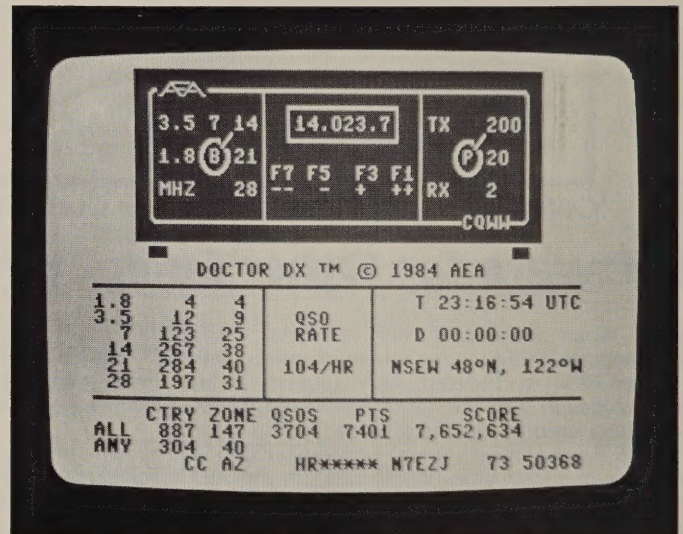 AEA
3.5 7 14 14.023.7 TX 200
1.8 B 21 P 20
F7 F5 F3 F1
MHZ 28 -- - + ++ RX 2
CQWW
DOCTOR DX TM © 1984 AEA
1.8 4 4 T 23:16:54 UTC
3.5 12 9 QSO
7 123 25 RATE D 00:00:00
14 267 38
21 284 40 104/HR NSEW 48°N, 122°W
28 197 31
CTRY ZONE QSOS PTS SCORE
ALL 887 147 3704 7401 7,652,634
ANY 304 40
CC AZ HR***** N7EZJ 73 50368